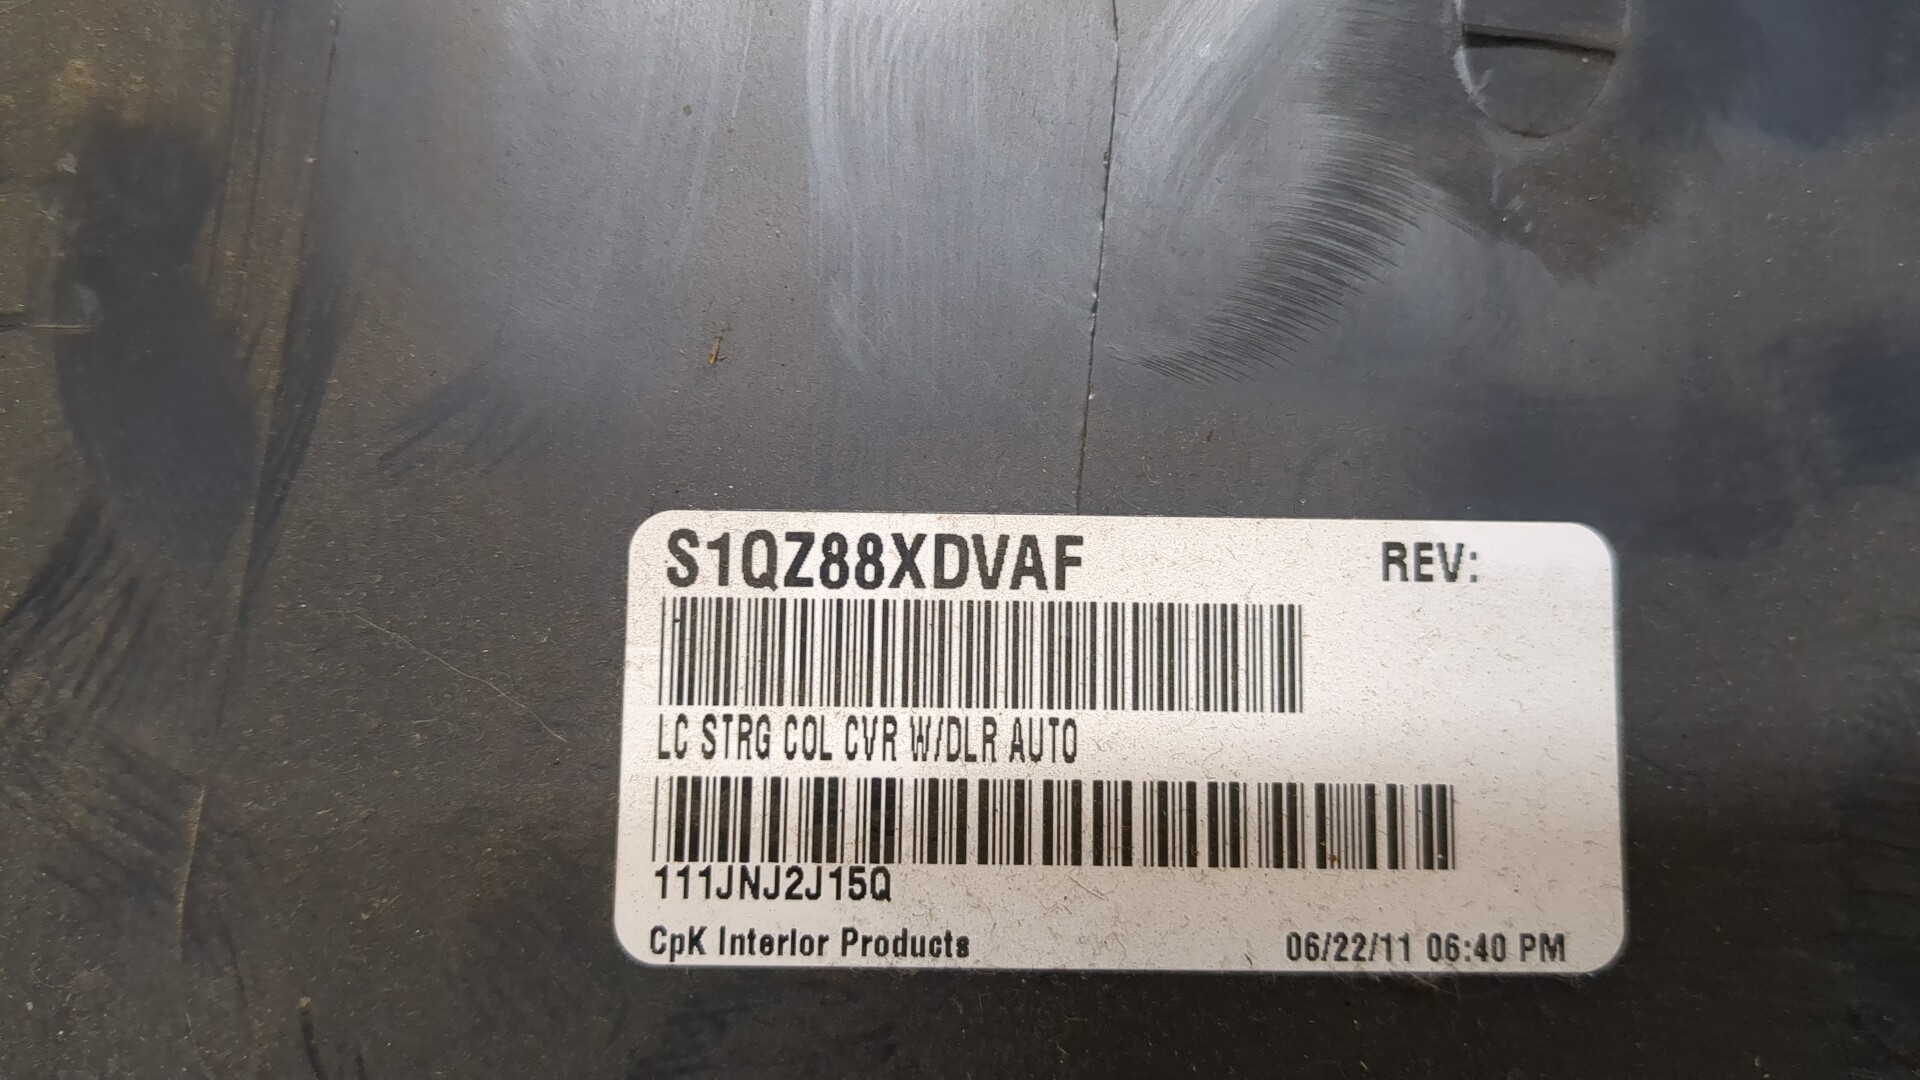 S1QZ88XDVAF REV:
LC STRG COL CVR W/DLR AUTO
111JNJ2J15Q
CpK Interior Products 06/22/11 06:40 PM